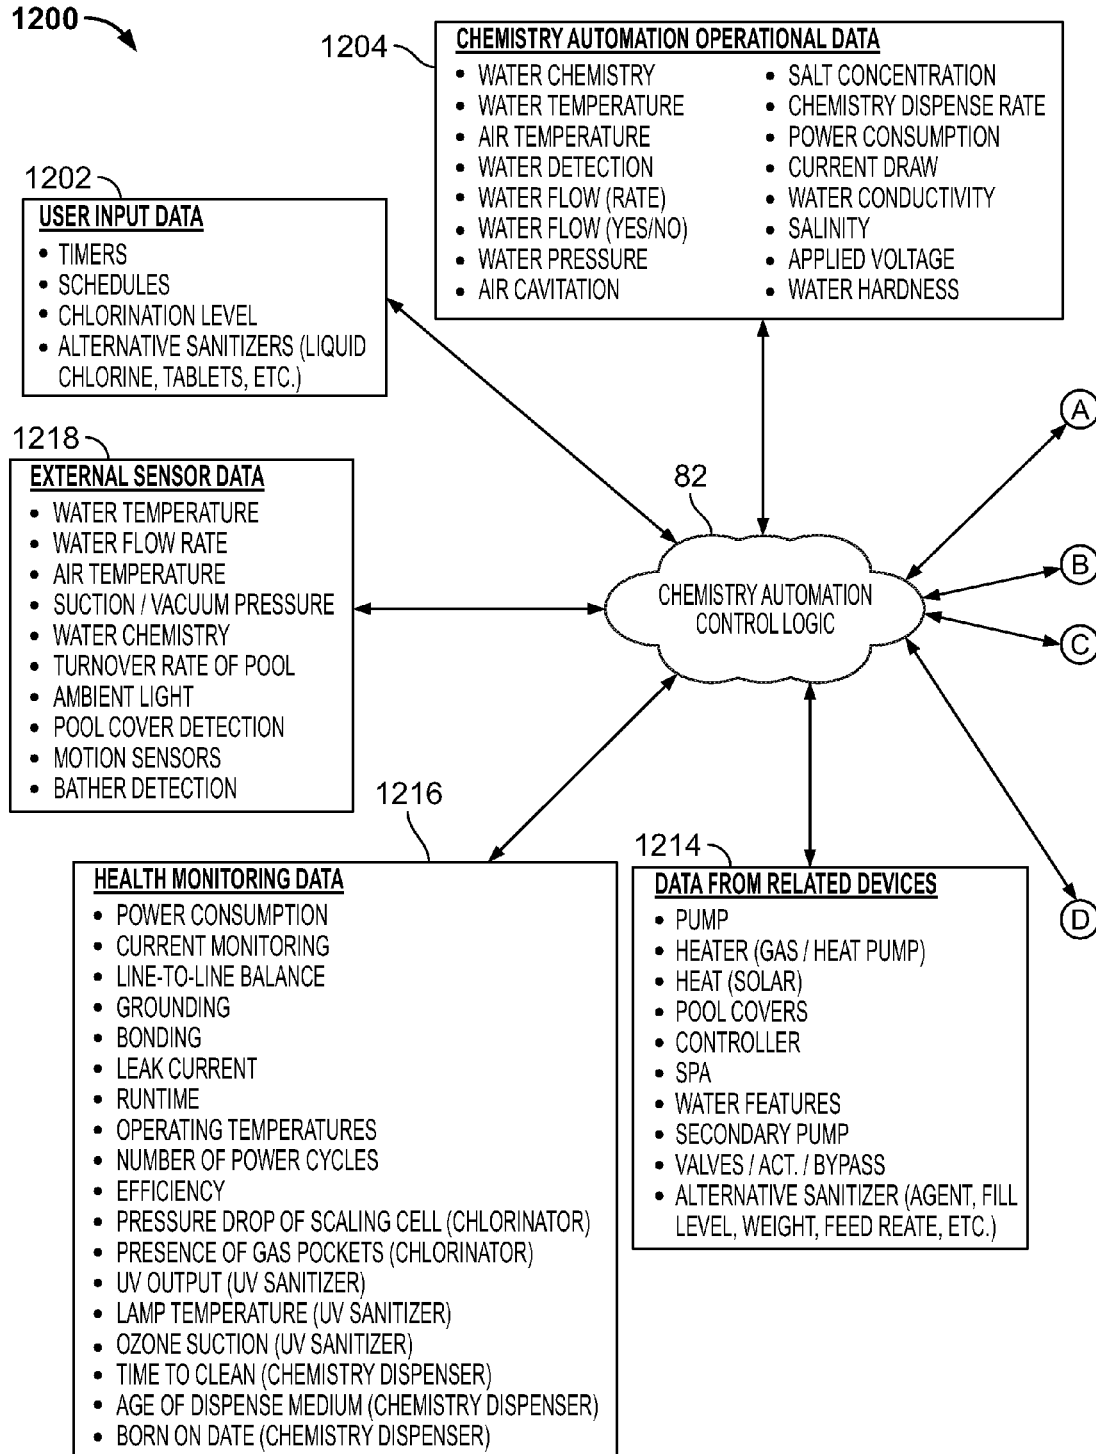 1200
1204
CHEMISTRY AUTOMATION OPERATIONAL DATA
• WATER CHEMISTRY
• WATER TEMPERATURE
• AIR TEMPERATURE
• WATER DETECTION
• WATER FLOW (RATE)
• WATER FLOW (YES/NO)
• WATER PRESSURE
• AIR CAVITATION
• SALT CONCENTRATION
• CHEMISTRY DISPENSE RATE
• POWER CONSUMPTION
• CURRENT DRAW
• WATER CONDUCTIVITY
• SALINITY
• APPLIED VOLTAGE
• WATER HARDNESS
1202
USER INPUT DATA
• TIMERS
• SCHEDULES
• CHLORINATION LEVEL
• ALTERNATIVE SANITIZERS (LIQUID
CHLORINE, TABLETS, ETC.)
1218
EXTERNAL SENSOR DATA
• WATER TEMPERATURE
• WATER FLOW RATE
• AIR TEMPERATURE
• SUCTION / VACUUM PRESSURE
• WATER CHEMISTRY
• TURNOVER RATE OF POOL
• AMBIENT LIGHT
• POOL COVER DETECTION
• MOTION SENSORS
• BATHER DETECTION
82
CHEMISTRY AUTOMATION
CONTROL LOGIC
A
B
C
D
1216
HEALTH MONITORING DATA
• POWER CONSUMPTION
• CURRENT MONITORING
• LINE-TO-LINE BALANCE
• GROUNDING
• BONDING
• LEAK CURRENT
• RUNTIME
• OPERATING TEMPERATURES
• NUMBER OF POWER CYCLES
• EFFICIENCY
• PRESSURE DROP OF SCALING CELL (CHLORINATOR)
• PRESENCE OF GAS POCKETS (CHLORINATOR)
• UV OUTPUT (UV SANITIZER)
• LAMP TEMPERATURE (UV SANITIZER)
• OZONE SUCTION (UV SANITIZER)
• TIME TO CLEAN (CHEMISTRY DISPENSER)
• AGE OF DISPENSE MEDIUM (CHEMISTRY DISPENSER)
• BORN ON DATE (CHEMISTRY DISPENSER)
1214
DATA FROM RELATED DEVICES
• PUMP
• HEATER (GAS / HEAT PUMP)
• HEAT (SOLAR)
• POOL COVERS
• CONTROLLER
• SPA
• WATER FEATURES
• SECONDARY PUMP
• VALVES / ACT. / BYPASS
• ALTERNATIVE SANITIZER (AGENT, FILL
LEVEL, WEIGHT, FEED REATE, ETC.)